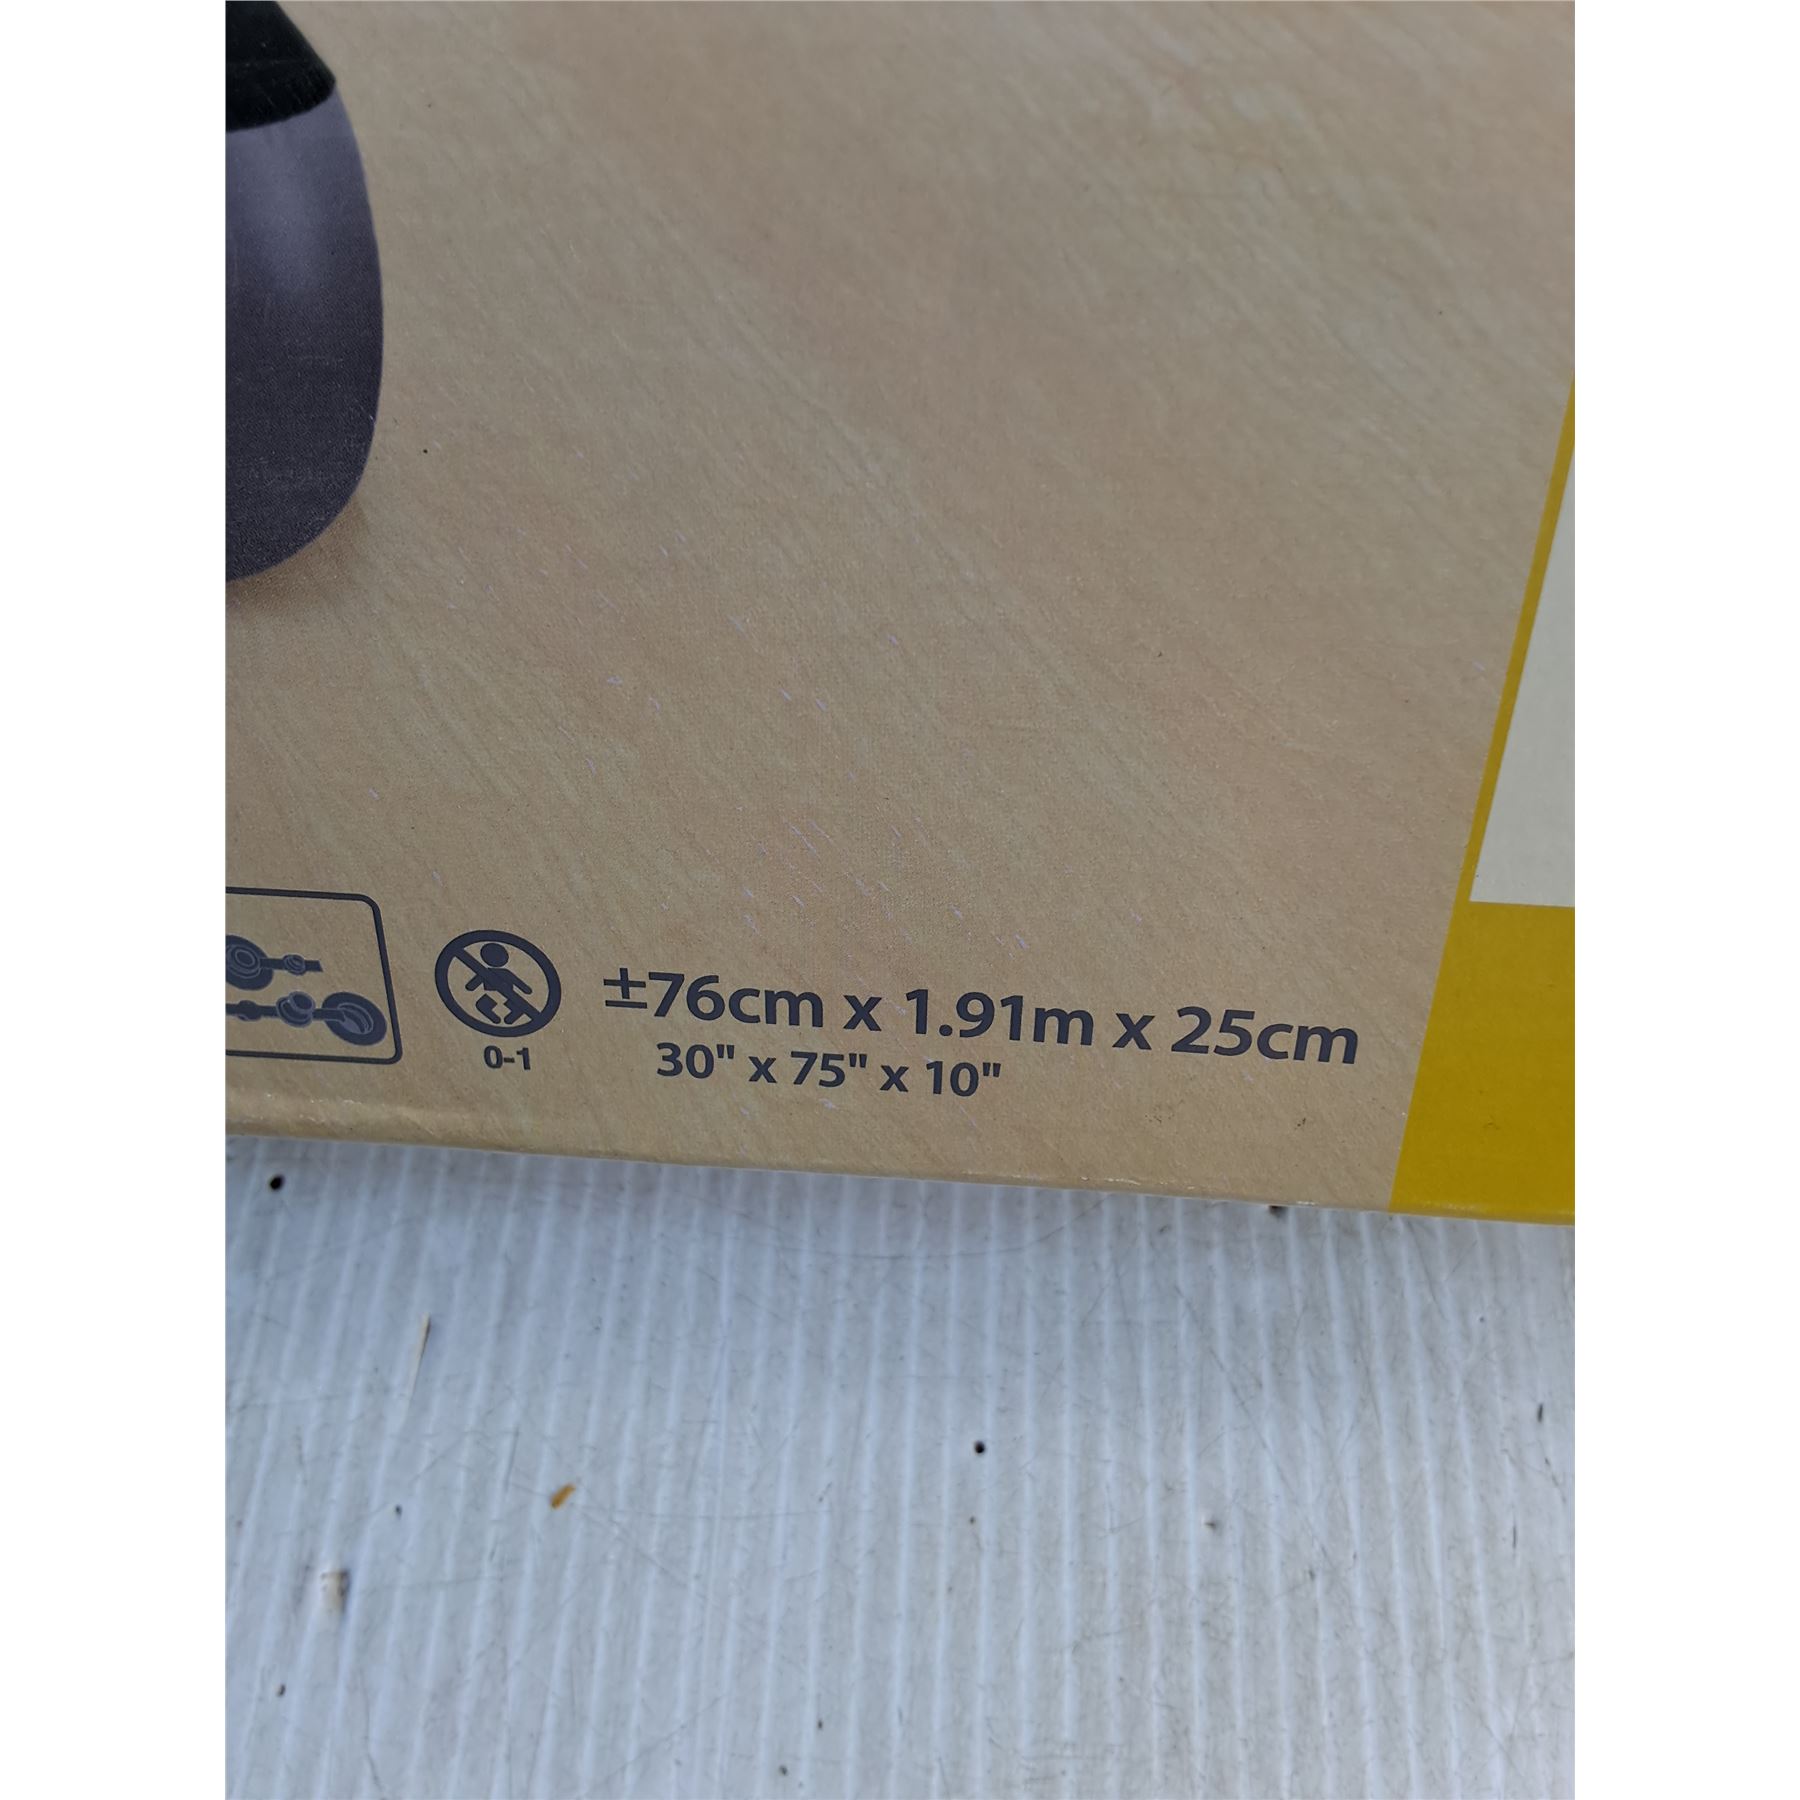 ±76cm x 1.91m x 25cm
30" x 75" x 10"
0-1